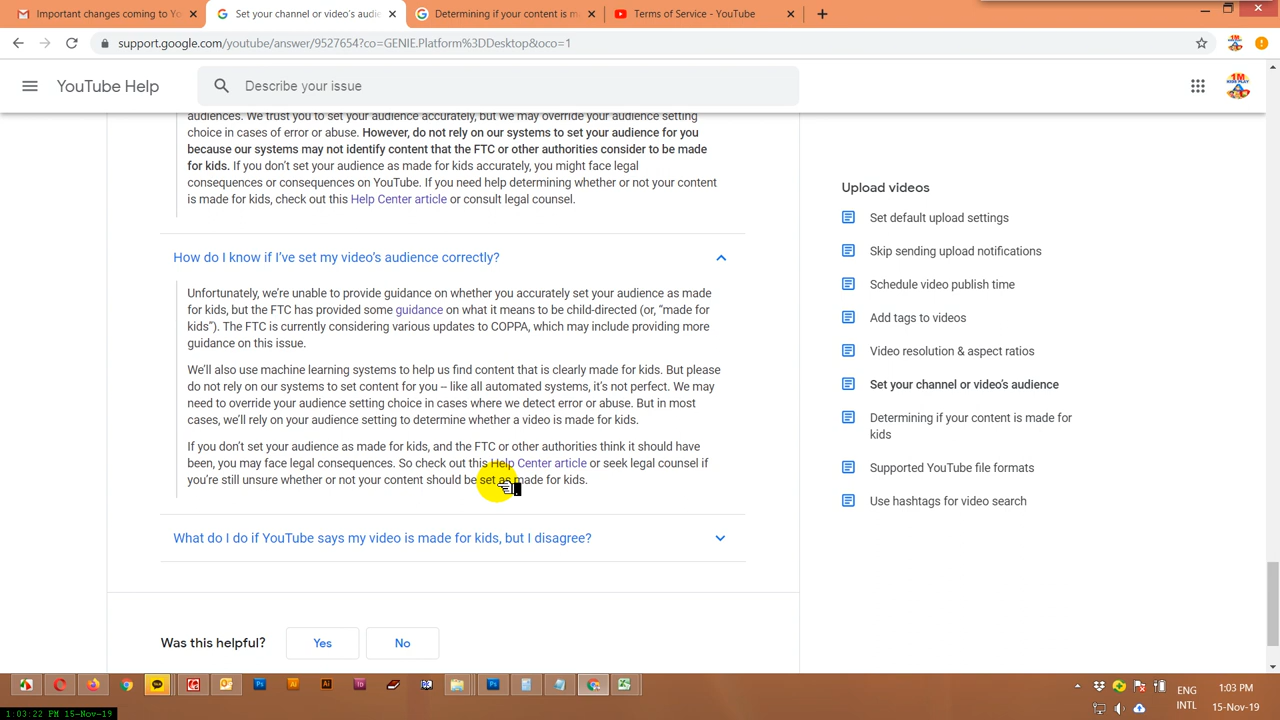 Important changes coming to Y
Set your channel or video's audie
Determining if your content is m
Terms of Service - YouTube
support.google.com/youtube/answer/9527654?co=GENIE.Platform%3DDesktop&oco=1
YouTube Help
Describe your issue
1M
KIDS PLAY
audiences. We trust you to set your audience accurately, but we may override your audience setting
choice in cases of error or abuse. However, do not rely on our systems to set your audience for you
because our systems may not identify content that the FTC or other authorities consider to be made
for kids. If you don't set your audience as made for kids accurately, you might face legal
consequences or consequences on YouTube. If you need help determining whether or not your content
is made for kids, check out this Help Center article or consult legal counsel.
How do I know if I've set my video's audience correctly?
Unfortunately, we're unable to provide guidance on whether you accurately set your audience as made
for kids, but the FTC has provided some guidance on what it means to be child-directed (or, “made for
kids”). The FTC is currently considering various updates to COPPA, which may include providing more
guidance on this issue.
We'll also use machine learning systems to help us find content that is clearly made for kids. But please
do not rely on our systems to set content for you – like all automated systems, it's not perfect. We may
need to override your audience setting choice in cases where we detect error or abuse. But in most
cases, we'll rely on your audience setting to determine whether a video is made for kids.
If you don't set your audience as made for kids, and the FTC or other authorities think it should have
been, you may face legal consequences. So check out this Help Center article or seek legal counsel if
you're still unsure whether or not your content should be set as made for kids.
What do I do if YouTube says my video is made for kids, but I disagree?
Was this helpful?
Yes
No
Upload videos
Set default upload settings
Skip sending upload notifications
Schedule video publish time
Add tags to videos
Video resolution & aspect ratios
Set your channel or video's audience
Determining if your content is made for
kids
Supported YouTube file formats
Use hashtags for video search
ENG
INTL
1:03 PM
15-Nov-19
1:03:22 PM 15-Nov-19